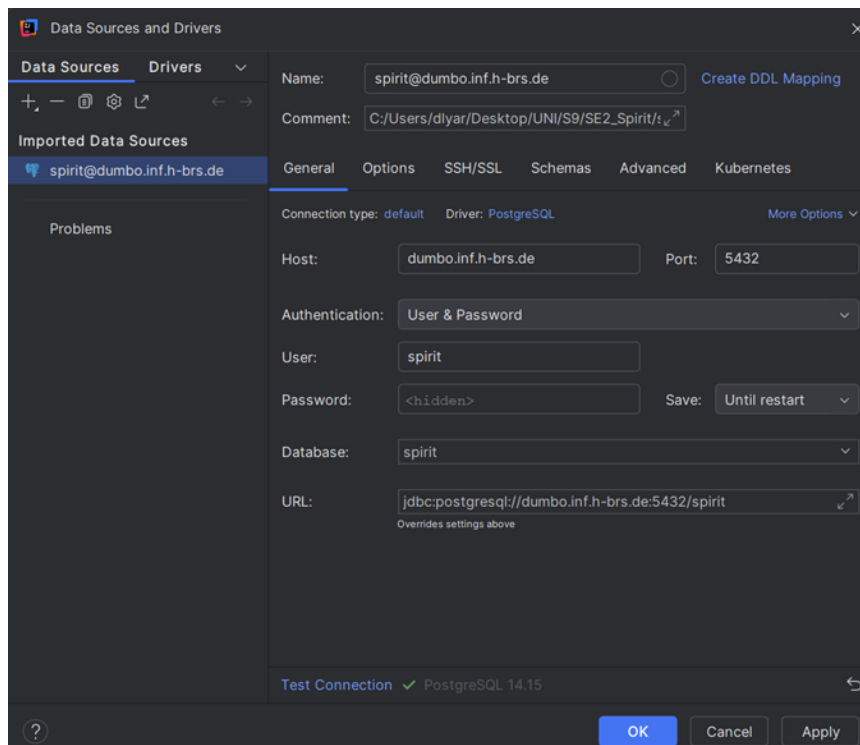 Data Sources and Drivers
Data Sources Drivers
Imported Data Sources
spirit@dumbo.inf.h-brs.de
Problems
Name: spirit@dumbo.inf.h-brs.de Create DDL Mapping
Comment: C:/Users/dlyar/Desktop/UNI/S9/SE2_Spirit/s
General Options SSH/SSL Schemas Advanced Kubernetes
Connection type: default Driver: PostgreSQL More Options
Host: dumbo.inf.h-brs.de Port: 5432
Authentication: User & Password
User: spirit
Password: <hidden> Save: Until restart
Database: spirit
URL: jdbc:postgresql://dumbo.inf.h-brs.de:5432/spirit
Overrides settings above
Test Connection PostgreSQL 14.15
? OK Cancel Apply